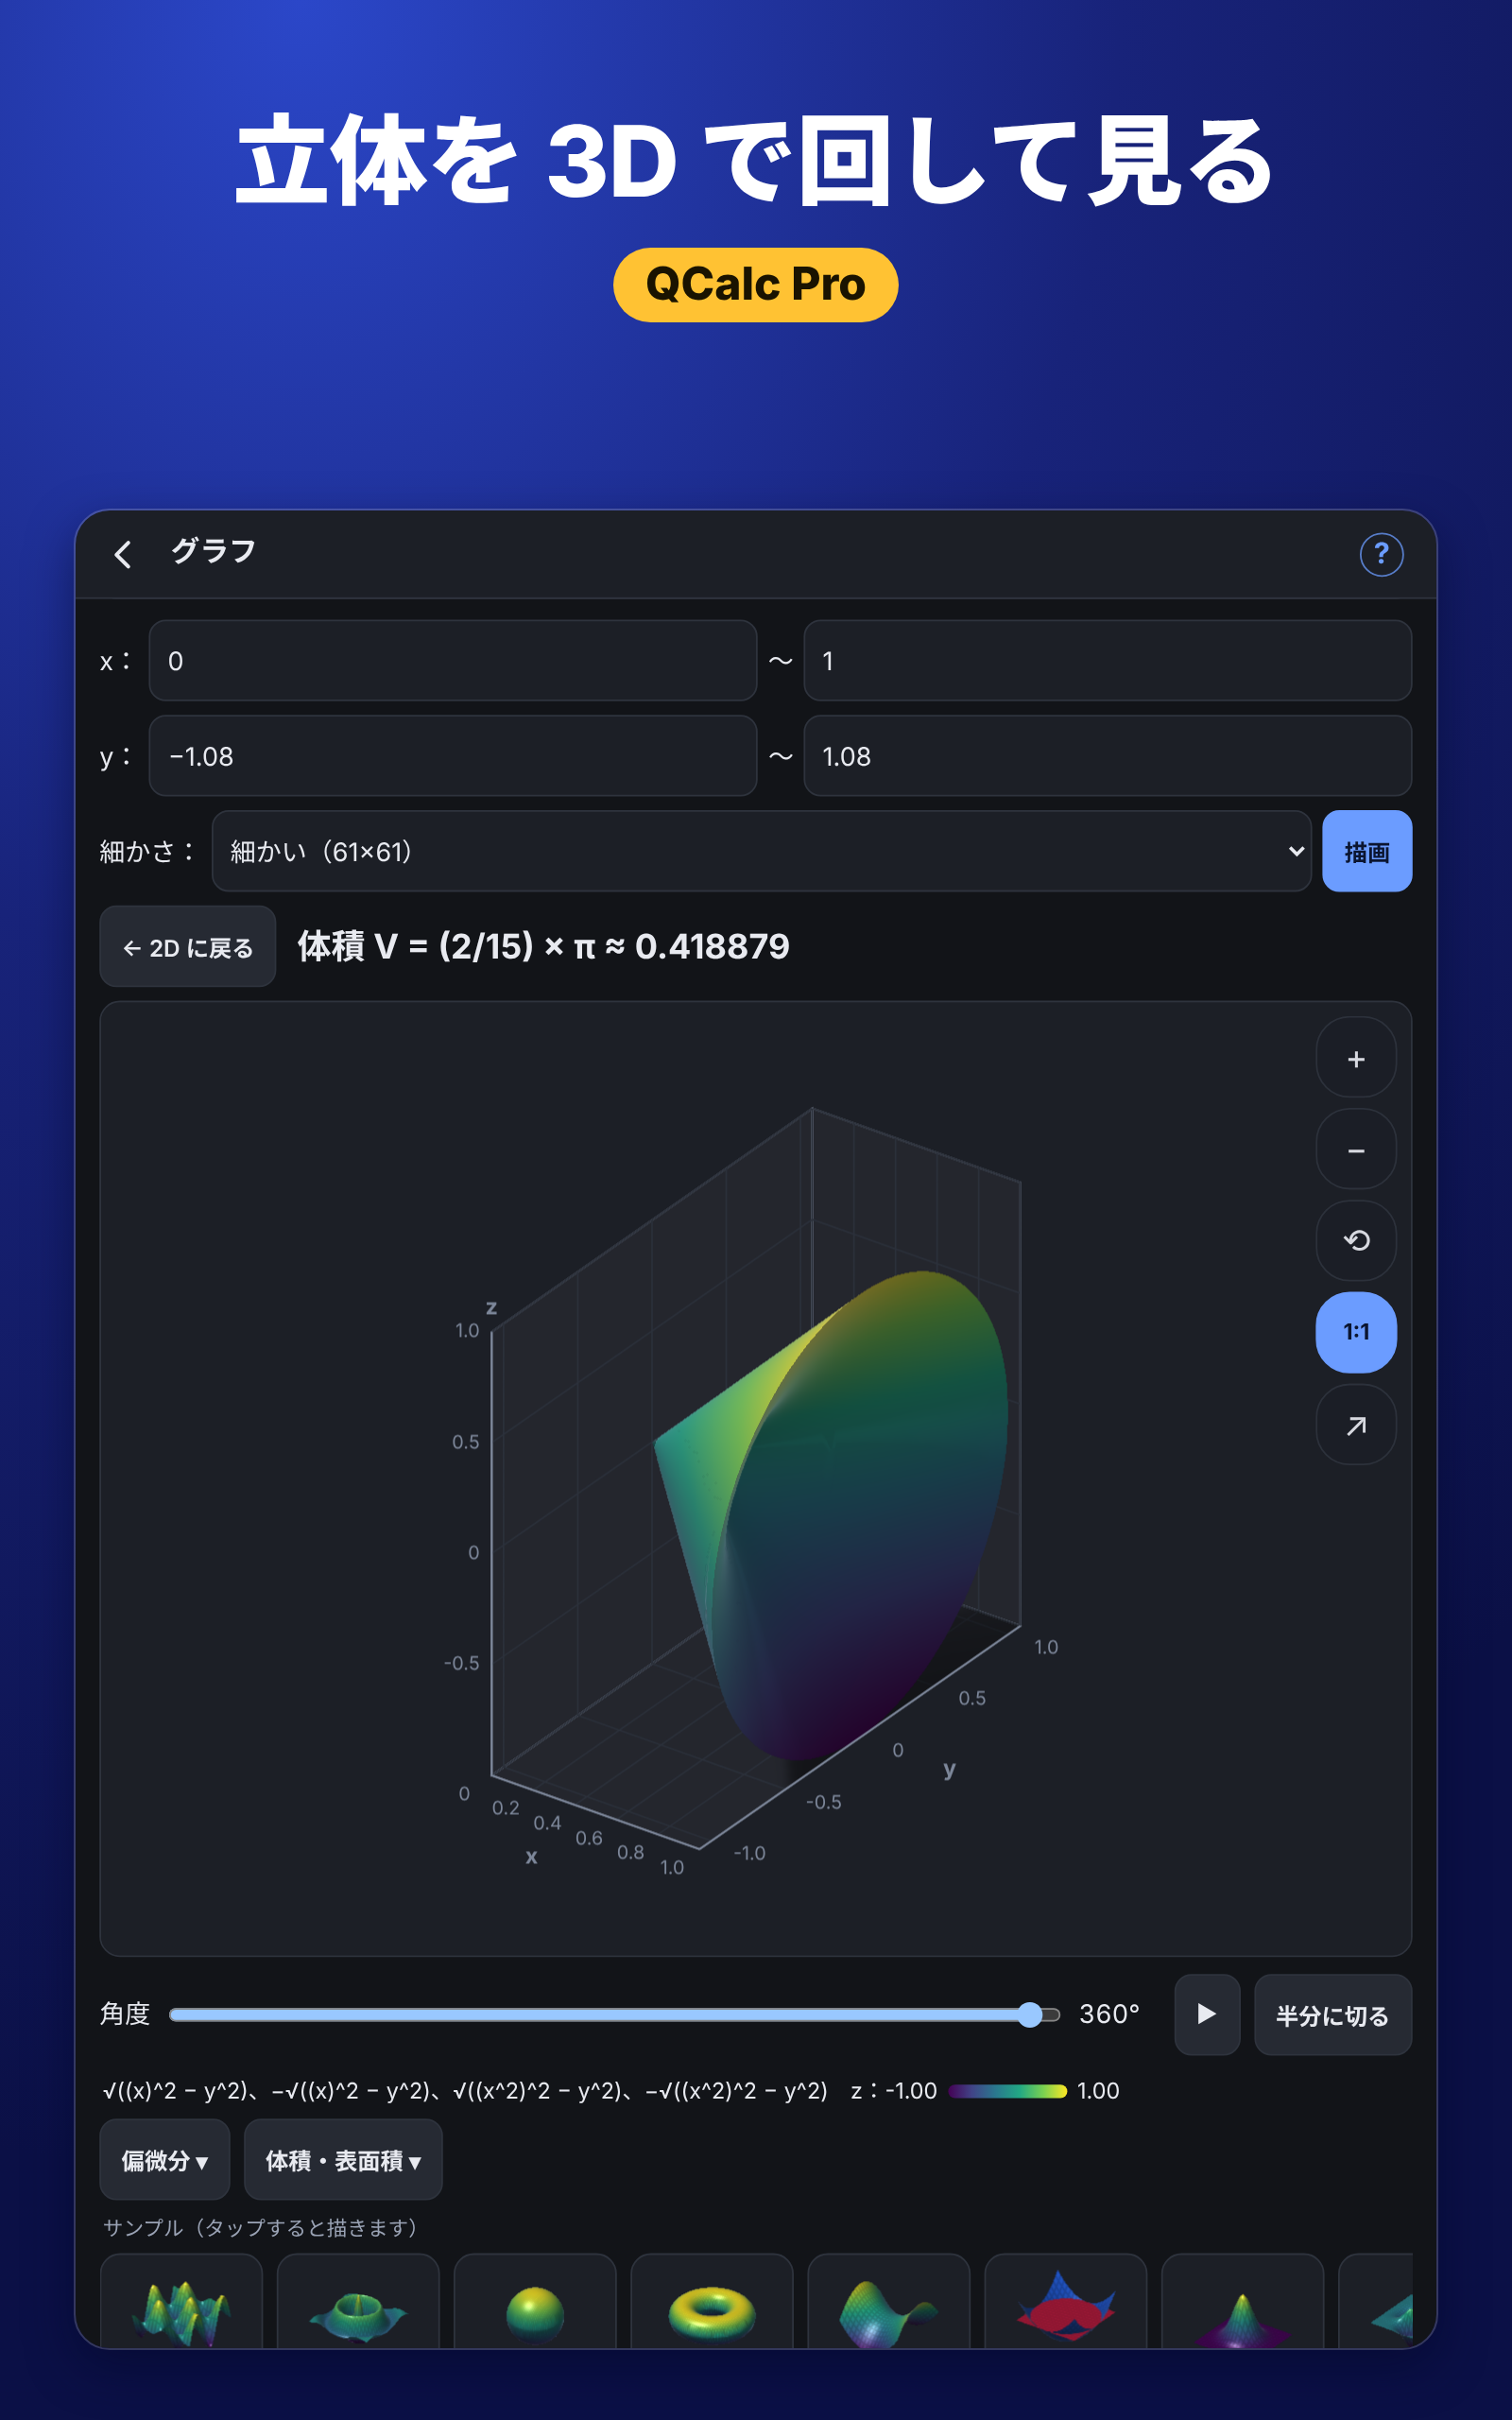 立体を 3D で回して見る
QCalc Pro
グラフ
?
x： 0 〜 1
y： −1.08 〜 1.08
細かさ： 細かい（61×61） 描画
← 2D に戻る 体積 V = (2/15) × π ≈ 0.418879
+
−
⟲
1:1
↗
z
1.0
0.5
0
-0.5
0
0.2
0.4
0.6
0.8
1.0
x
-1.0
-0.5
0
0.5
1.0
y
角度 360° ▶ 半分に切る
√((x)^2 − y^2)、−√((x)^2 − y^2)、√((x^2)^2 − y^2)、−√((x^2)^2 − y^2) z：-1.00 1.00
偏微分 ▾ 体積・表面積 ▾
サンプル（タップすると描きます）